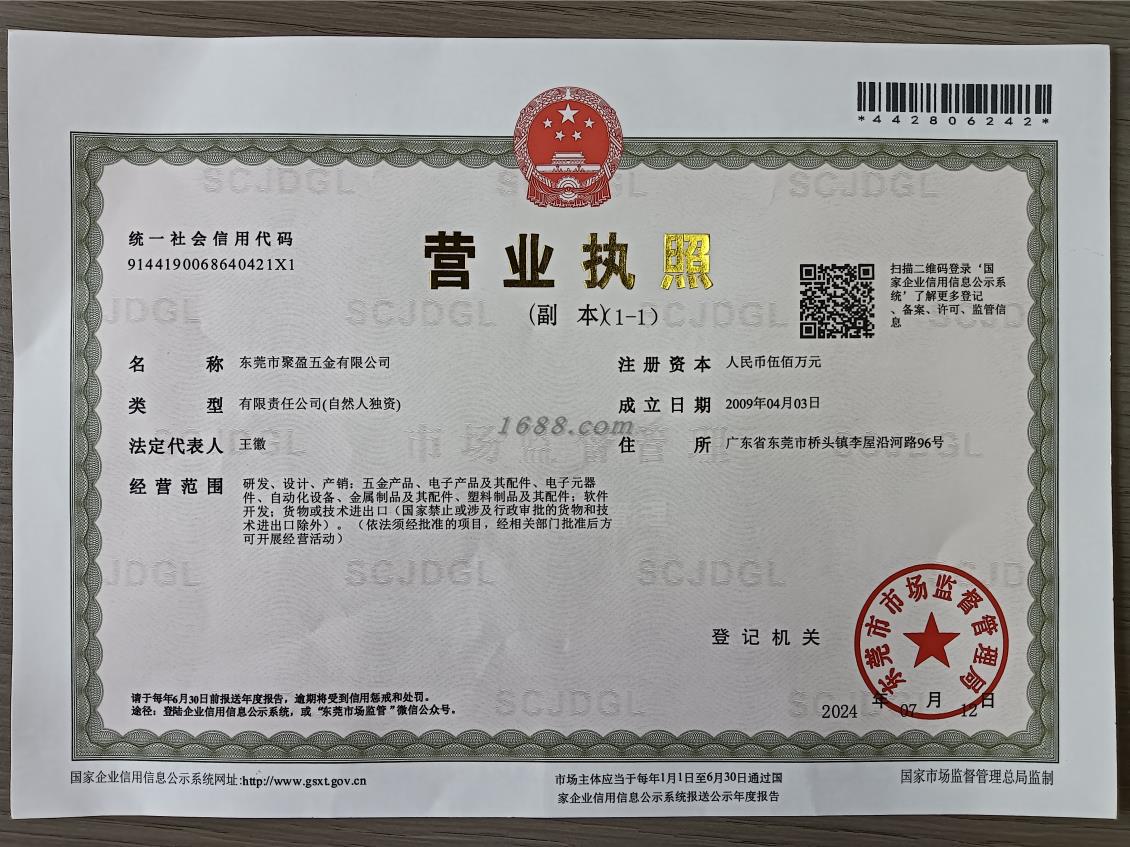 *442806242*
统一社会信用代码
9144190068640421X1
营业执照
(副 本)(1-1)
扫描二维码登录‘国
家企业信用信息公示系
统’了解更多登记
、备案、许可、监管信
息
名 称 东莞市聚盈五金有限公司
注册资本 人民币伍佰万元
类 型 有限责任公司(自然人独资)
成立日期 2009年04月03日
法定代表人 王徽
住 所 广东省东莞市桥头镇李屋沿河路96号
1688.com
市场监督管理
经营范围 研发、设计、产销：五金产品、电子产品及其配件、电子元器
件、自动化设备、金属制品及其配件、塑料制品及其配件；软件
开发；货物或技术进出口（国家禁止或涉及行政审批的货物和技
术进出口除外）。（依法须经批准的项目，经相关部门批准后方
可开展经营活动）
SCJDGL
登记机关
东莞市市场监督管理局
2024 年 07 月 12 日
请于每年6月30日前报送年度报告，逾期将受到信用惩戒和处罚。
途径：登陆企业信用信息公示系统，或“东莞市场监管”微信公众号。
国家企业信用信息公示系统网址:http://www.gsxt.gov.cn
市场主体应当于每年1月1日至6月30日通过国
家企业信用信息公示系统报送公示年度报告
国家市场监督管理总局监制